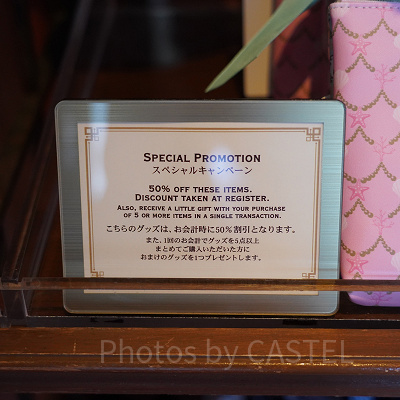 SPECIAL PROMOTION
スペシャルキャンペーン
50% OFF THESE ITEMS.
DISCOUNT TAKEN AT REGISTER.
ALSO, RECEIVE A LITTLE GIFT WITH YOUR PURCHASE
OF 5 OR MORE ITEMS IN A SINGLE TRANSACTION.
こちらのグッズは、お会計時に50%割引となります。
また、1回のお会計でグッズを5点以上
まとめてご購入いただいた方に
おまけのグッズを1つプレゼントします。
Photos by CASTEL